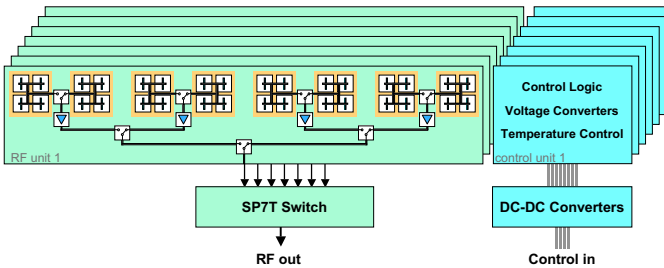 Control Logic
Voltage Converters
Temperature Control
RF unit 1
control unit 1
SP7T Switch
DC-DC Converters
RF out
Control in